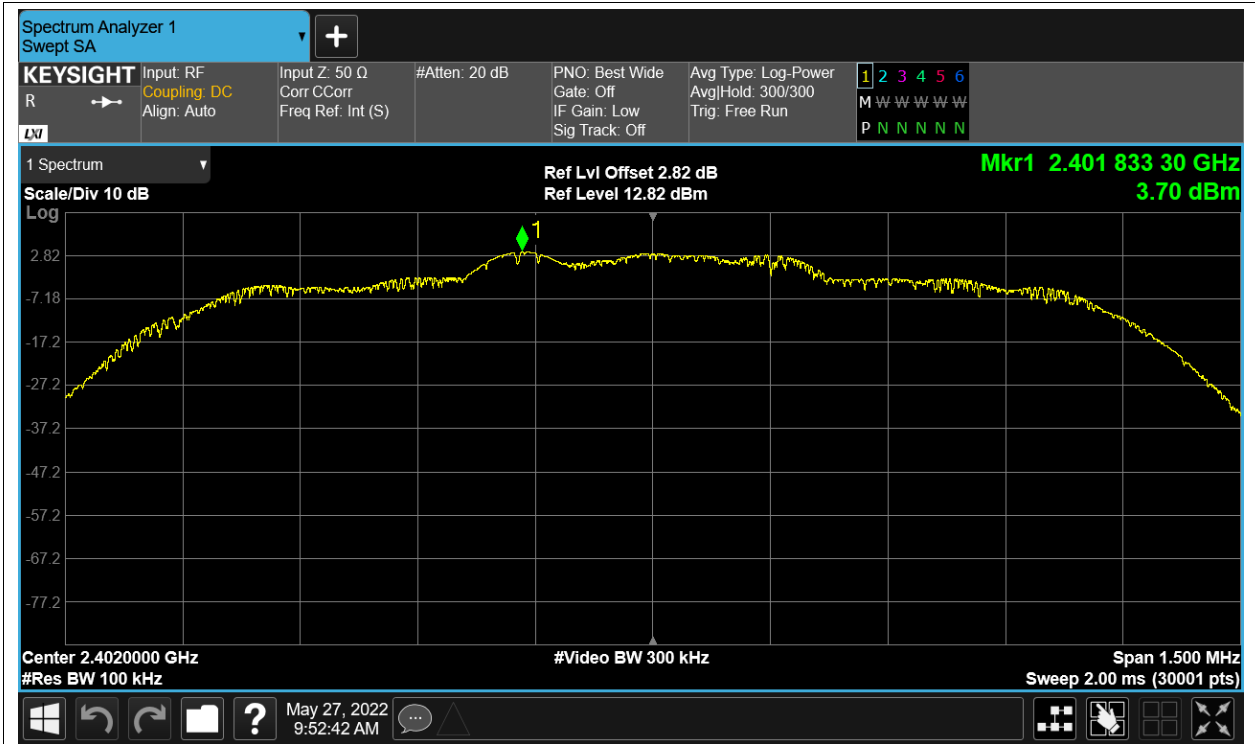 Spectrum Analyzer 1
Swept SA
KEYSIGHT
R
LXI
Input: RF
Coupling: DC
Align: Auto
Input Z: 50 Ω
Corr CCorr
Freq Ref: Int (S)
#Atten: 20 dB
PNO: Best Wide
Gate: Off
IF Gain: Low
Sig Track: Off
Avg Type: Log-Power
Avg|Hold: 300/300
Trig: Free Run
1 2 3 4 5 6
M W W W W W
P N N N N N
1 Spectrum
Scale/Div 10 dB
Log
Ref Lvl Offset 2.82 dB
Ref Level 12.82 dBm
Mkr1 2.401 833 30 GHz
3.70 dBm
1
2.82
-7.18
-17.2
-27.2
-37.2
-47.2
-57.2
-67.2
-77.2
Center 2.4020000 GHz
#Res BW 100 kHz
#Video BW 300 kHz
Span 1.500 MHz
Sweep 2.00 ms (30001 pts)
?
May 27, 2022
9:52:42 AM